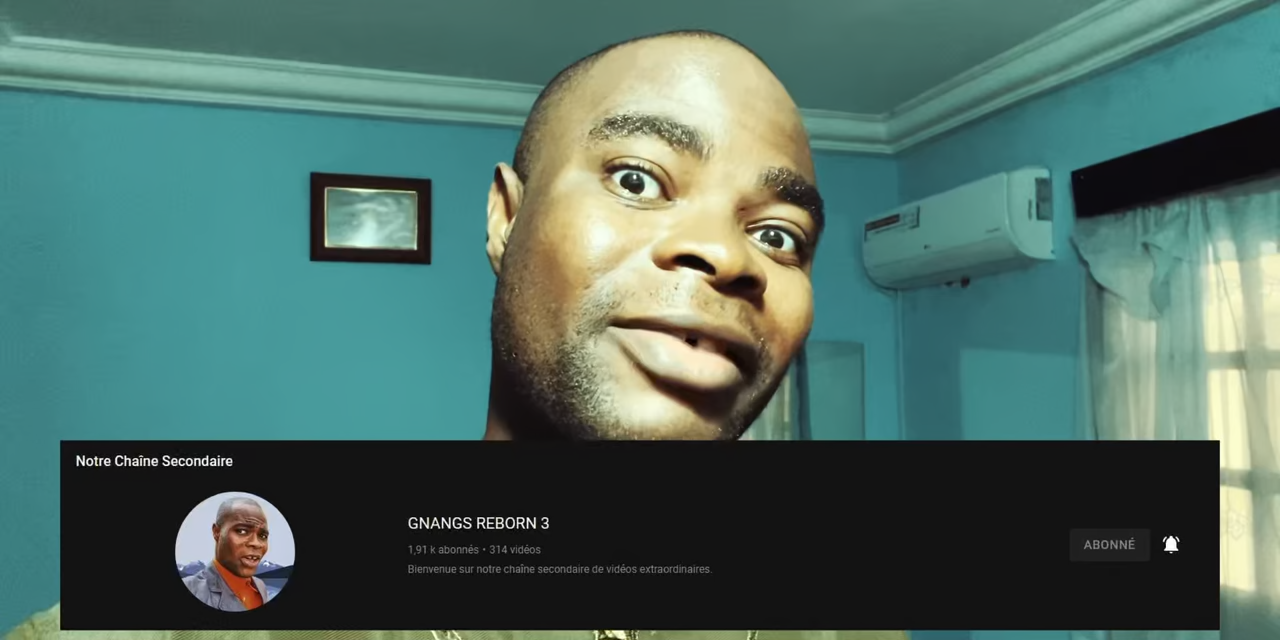 Notre Chaîne Secondaire
GNANGS REBORN 3
1,91 k abonnés • 314 vidéos
Bienvenue sur notre chaîne secondaire de vidéos extraordinaires.
ABONNÉ